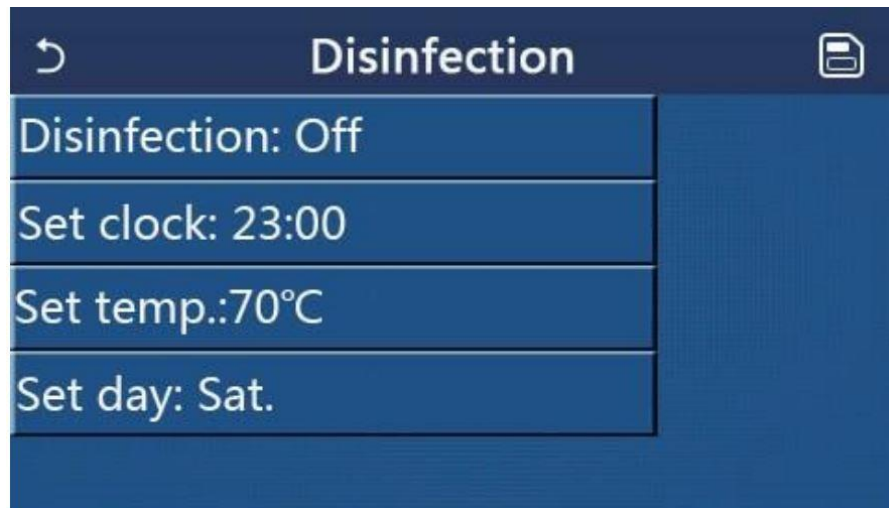 Disinfection
Disinfection: Off
Set clock: 23:00
Set temp.:70℃
Set day: Sat.